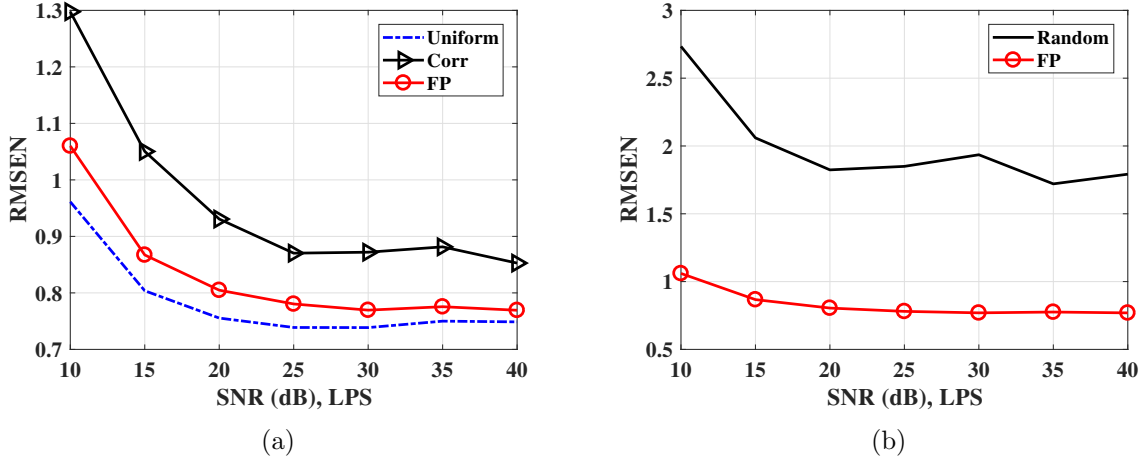 1.3
1.2
1.1
1
0.9
0.8
0.7
RMSEN
10 15 20 25 30 35 40
SNR (dB), LPS
Uniform
Corr
FP
(a)
3
2.5
2
1.5
1
0.5
RMSEN
10 15 20 25 30 35 40
SNR (dB), LPS
Random
FP
(b)